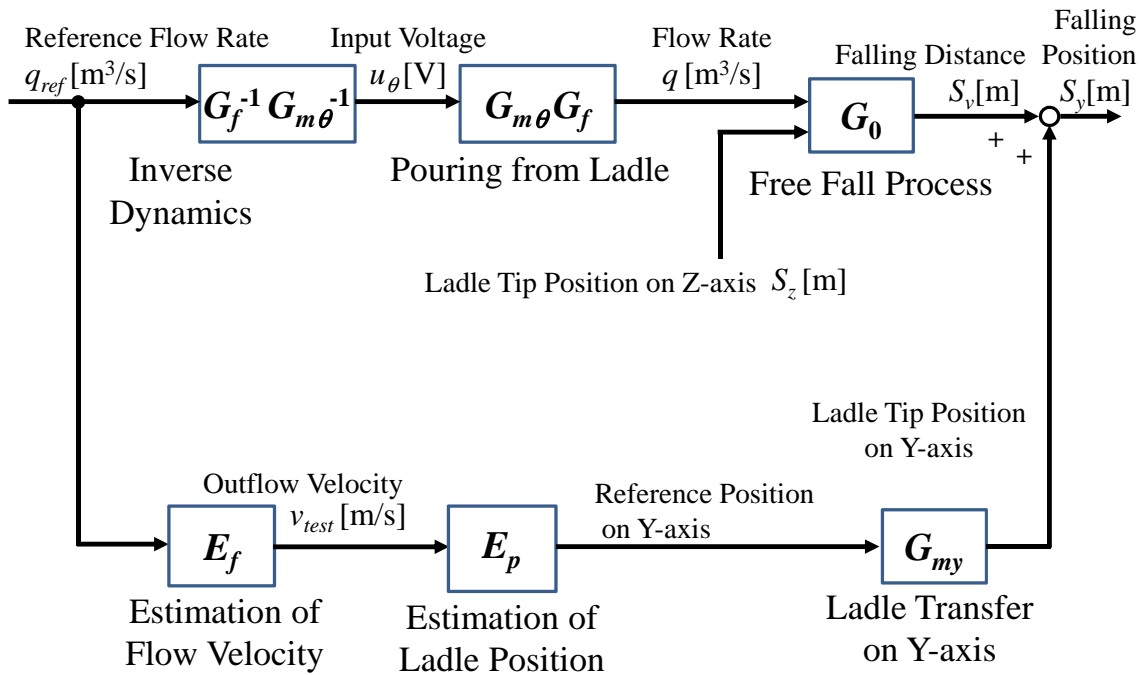 Reference Flow Rate
q_ref [m³/s]
Input Voltage
u_θ [V]
Flow Rate
q [m³/s]
Falling Distance
S_v[m]
Falling
Position
S_y[m]
G_f⁻¹ G_mθ⁻¹
G_mθG_f
G_0
+
+
Inverse
Dynamics
Pouring from Ladle
Free Fall Process
Ladle Tip Position on Z-axis S_z [m]
Ladle Tip Position
on Y-axis
Outflow Velocity
v_test [m/s]
Reference Position
on Y-axis
E_f
E_p
G_my
Estimation of
Flow Velocity
Estimation of
Ladle Position
Ladle Transfer
on Y-axis